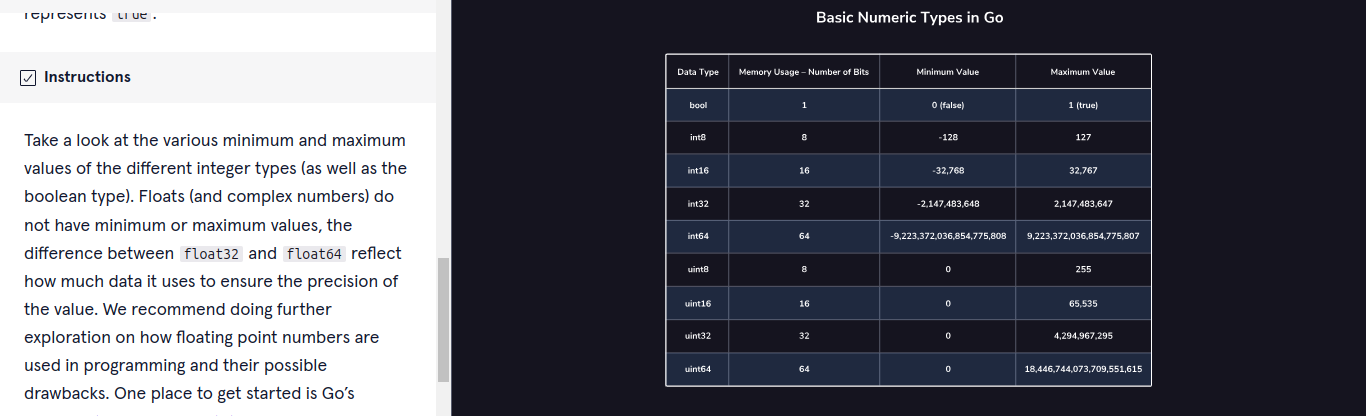 represents true.
Instructions
Take a look at the various minimum and maximum
values of the different integer types (as well as the
boolean type). Floats (and complex numbers) do
not have minimum or maximum values, the
difference between float32 and float64 reflect
how much data it uses to ensure the precision of
the value. We recommend doing further
exploration on how floating point numbers are
used in programming and their possible
drawbacks. One place to get started is Go’s
Basic Numeric Types in Go
Data Type Memory Usage – Number of Bits Minimum Value Maximum Value
bool 1 0 (false) 1 (true)
int8 8 -128 127
int16 16 -32,768 32,767
int32 32 -2,147,483,648 2,147,483,647
int64 64 -9,223,372,036,854,775,808 9,223,372,036,854,775,807
uint8 8 0 255
uint16 16 0 65,535
uint32 32 0 4,294,967,295
uint64 64 0 18,446,744,073,709,551,615